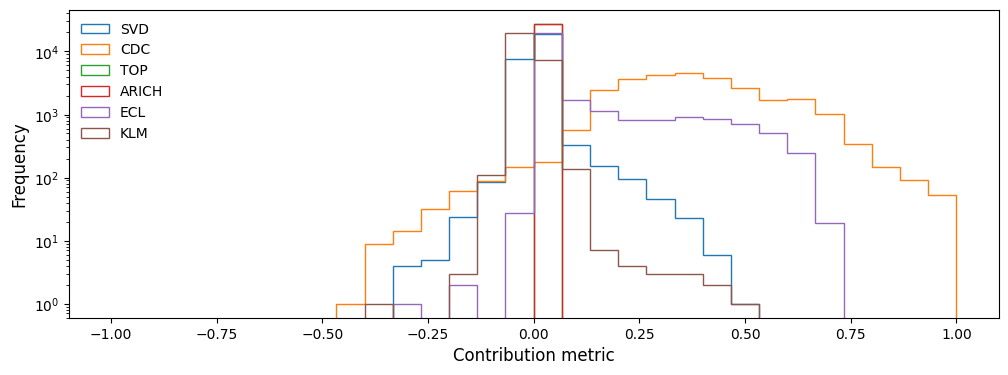 SVD
CDC
TOP
ARICH
ECL
KLM
Frequency
10⁴
10³
10²
10¹
10⁰
−1.00 −0.75 −0.50 −0.25 0.00 0.25 0.50 0.75 1.00
Contribution metric